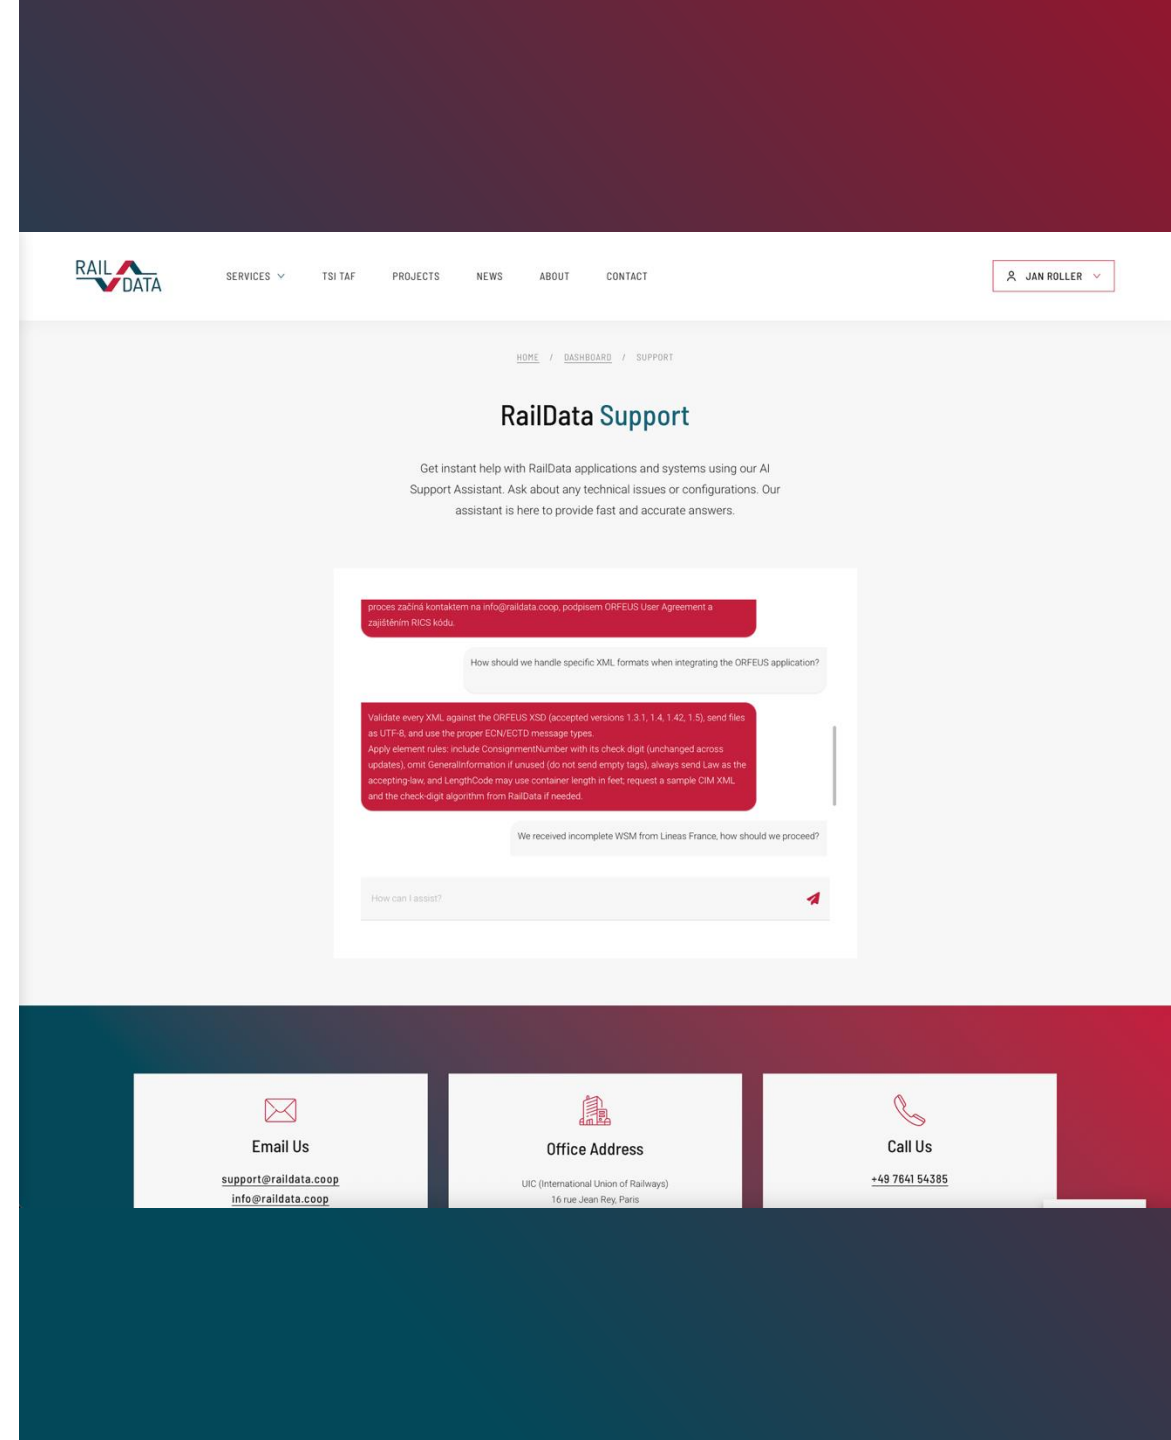 RAIL
DATA
SERVICES
TSI TAF
PROJECTS
NEWS
ABOUT
CONTACT
JAN ROLLER
HOME / DASHBOARD / SUPPORT
RailData Support
Get instant help with RailData applications and systems using our AI
Support Assistant. Ask about any technical issues or configurations. Our
assistant is here to provide fast and accurate answers.
proces začíná kontaktem na info@raildata.coop, podpisem ORFEUS User Agreement a
zajištěním RICS kódu.
How should we handle specific XML formats when integrating the ORFEUS application?
Validate every XML against the ORFEUS XSD (accepted versions 1.3.1, 1.4, 1.42, 1.5), send files
as UTF-8, and use the proper ECN/ECTD message types.
Apply element rules: include ConsignmentNumber with its check digit (unchanged across
updates), omit GeneralInformation if unused (do not send empty tags), always send Law as the
accepting-law, and LengthCode may use container length in feet; request a sample CIM XML
and the check-digit algorithm from RailData if needed.
We received incomplete WSM from Lineas France, how should we proceed?
How can I assist?
Email Us
support@raildata.coop
info@raildata.coop
Office Address
UIC (International Union of Railways)
16 rue Jean Rey, Paris
Call Us
+49 7641 54385